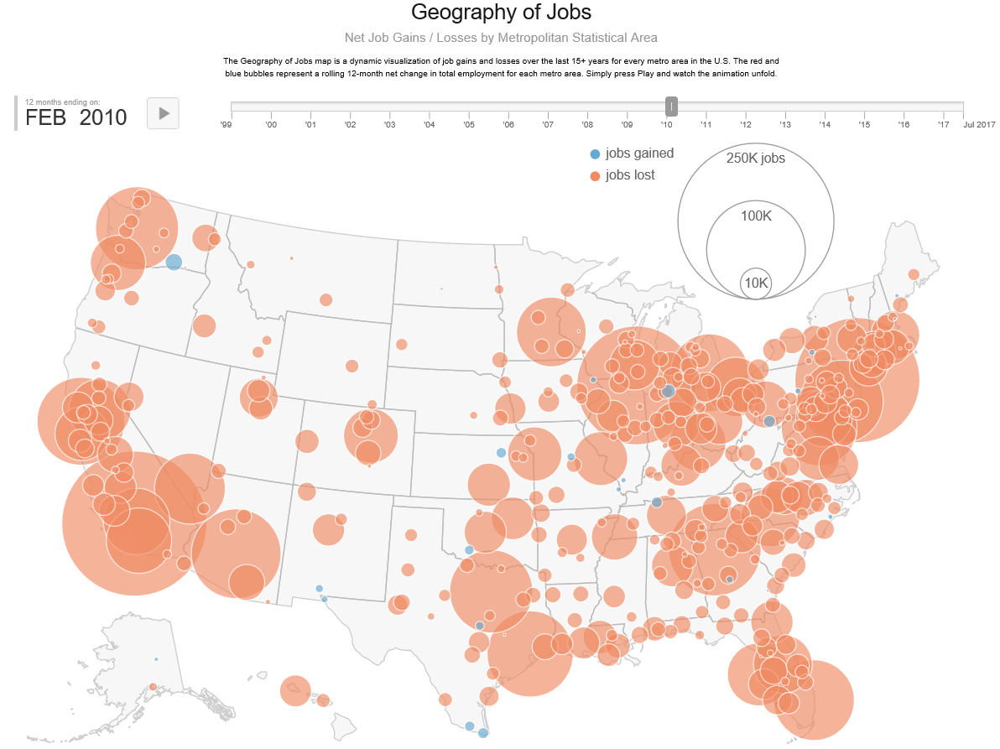 Geography of Jobs
Net Job Gains / Losses by Metropolitan Statistical Area
The Geography of Jobs map is a dynamic visualization of job gains and losses over the last 15+ years for every metro area in the U.S. The red and
blue bubbles represent a rolling 12-month net change in total employment for each metro area. Simply press Play and watch the animation unfold.
12 months ending on:
FEB 2010
'99 '00 '01 '02 '03 '04 '05 '06 '07 '08 '09 '10 '11 '12 '13 '14 '15 '16 '17 Jul 2017
jobs gained
jobs lost
250K jobs
100K
10K